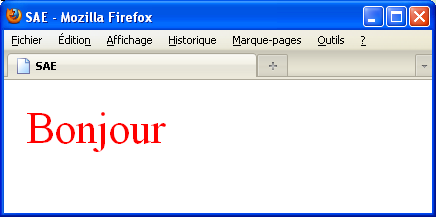 SAE - Mozilla Firefox
Fichier Édition Affichage Historique Marque-pages Outils ?
SAE
Bonjour